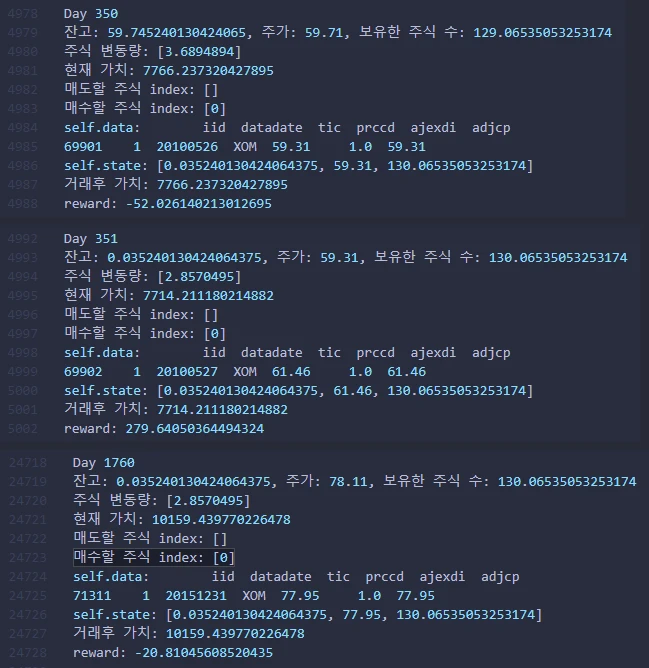 4978 Day 350
4979 잔고: 59.745240130424065, 주가: 59.71, 보유한 주식 수: 129.06535053253174
4980 주식 변동량: [3.6894894]
4981 현재 가치: 7766.237320427895
4982 매도할 주식 index: []
4983 매수할 주식 index: [0]
4984 self.data: iid datadate tic prccd ajexdi adjcp
4985 69901 1 20100526 XOM 59.31 1.0 59.31
4986 self.state: [0.035240130424064375, 59.31, 130.06535053253174]
4987 거래후 가치: 7766.237320427895
4988 reward: -52.026140213012695
4992 Day 351
4993 잔고: 0.035240130424064375, 주가: 59.31, 보유한 주식 수: 130.06535053253174
4994 주식 변동량: [2.8570495]
4995 현재 가치: 7714.211180214882
4996 매도할 주식 index: []
4997 매수할 주식 index: [0]
4998 self.data: iid datadate tic prccd ajexdi adjcp
4999 69902 1 20100527 XOM 61.46 1.0 61.46
5000 self.state: [0.035240130424064375, 61.46, 130.06535053253174]
5001 거래후 가치: 7714.211180214882
5002 reward: 279.64050364494324
24718 Day 1760
24719 잔고: 0.035240130424064375, 주가: 78.11, 보유한 주식 수: 130.06535053253174
24720 주식 변동량: [2.8570495]
24721 현재 가치: 10159.439770226478
24722 매도할 주식 index: []
24723 매수할 주식 index: [0]
24724 self.data: iid datadate tic prccd ajexdi adjcp
24725 71311 1 20151231 XOM 77.95 1.0 77.95
24726 self.state: [0.035240130424064375, 77.95, 130.06535053253174]
24727 거래후 가치: 10159.439770226478
24728 reward: -20.81045608520435